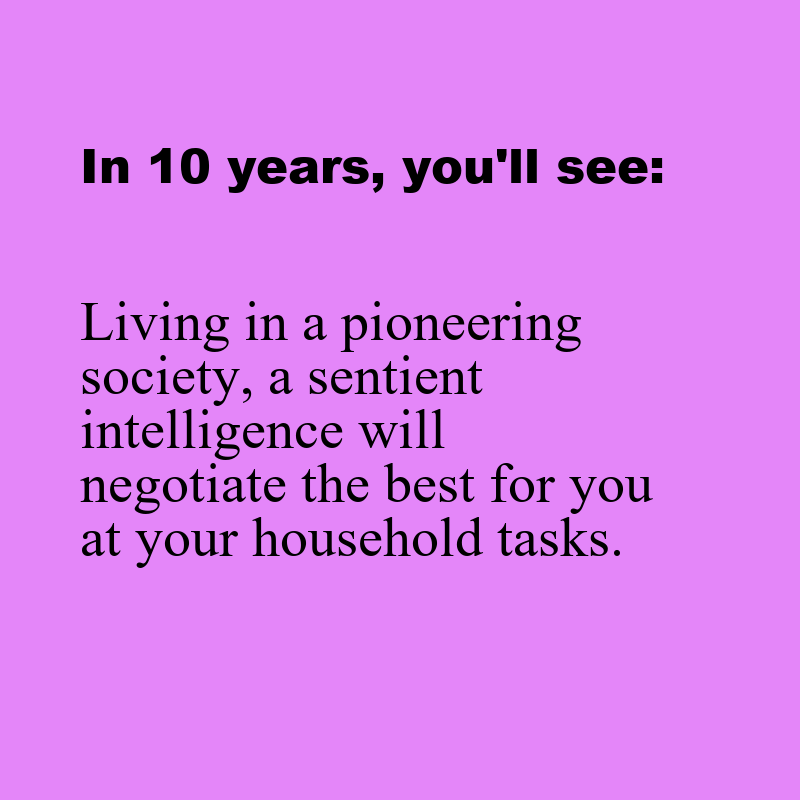 In 10 years, you'll see:
Living in a pioneering
society, a sentient
intelligence will
negotiate the best for you
at your household tasks.